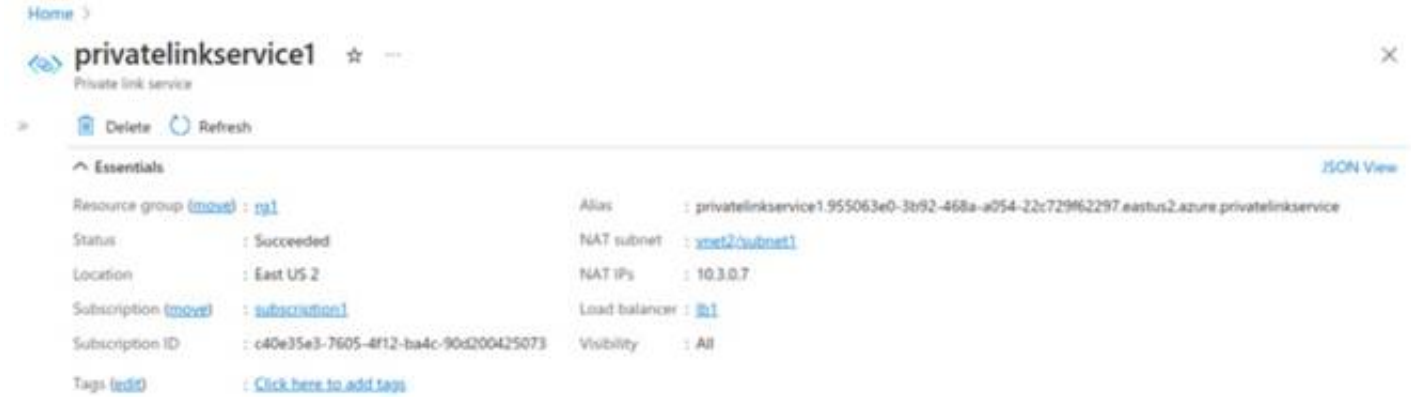 Home >
privatelinkservice1 ☆ ...
Private link service
» Delete Refresh
Essentials JSON View
Resource group (move) : rg1 Alias : privatelinkservice1.955063e0-3b92-468a-a054-22c729f62297.eastus2.azure.privatelinkservice
Status : Succeeded NAT subnet : vnet2/subnet1
Location : East US 2 NAT IPs : 10.3.0.7
Subscription (move) : subscription1 Load balancer : lb1
Subscription ID : c40e35e3-7605-4f12-ba4c-90d200425073 Visibility : All
Tags (edit) : Click here to add tags